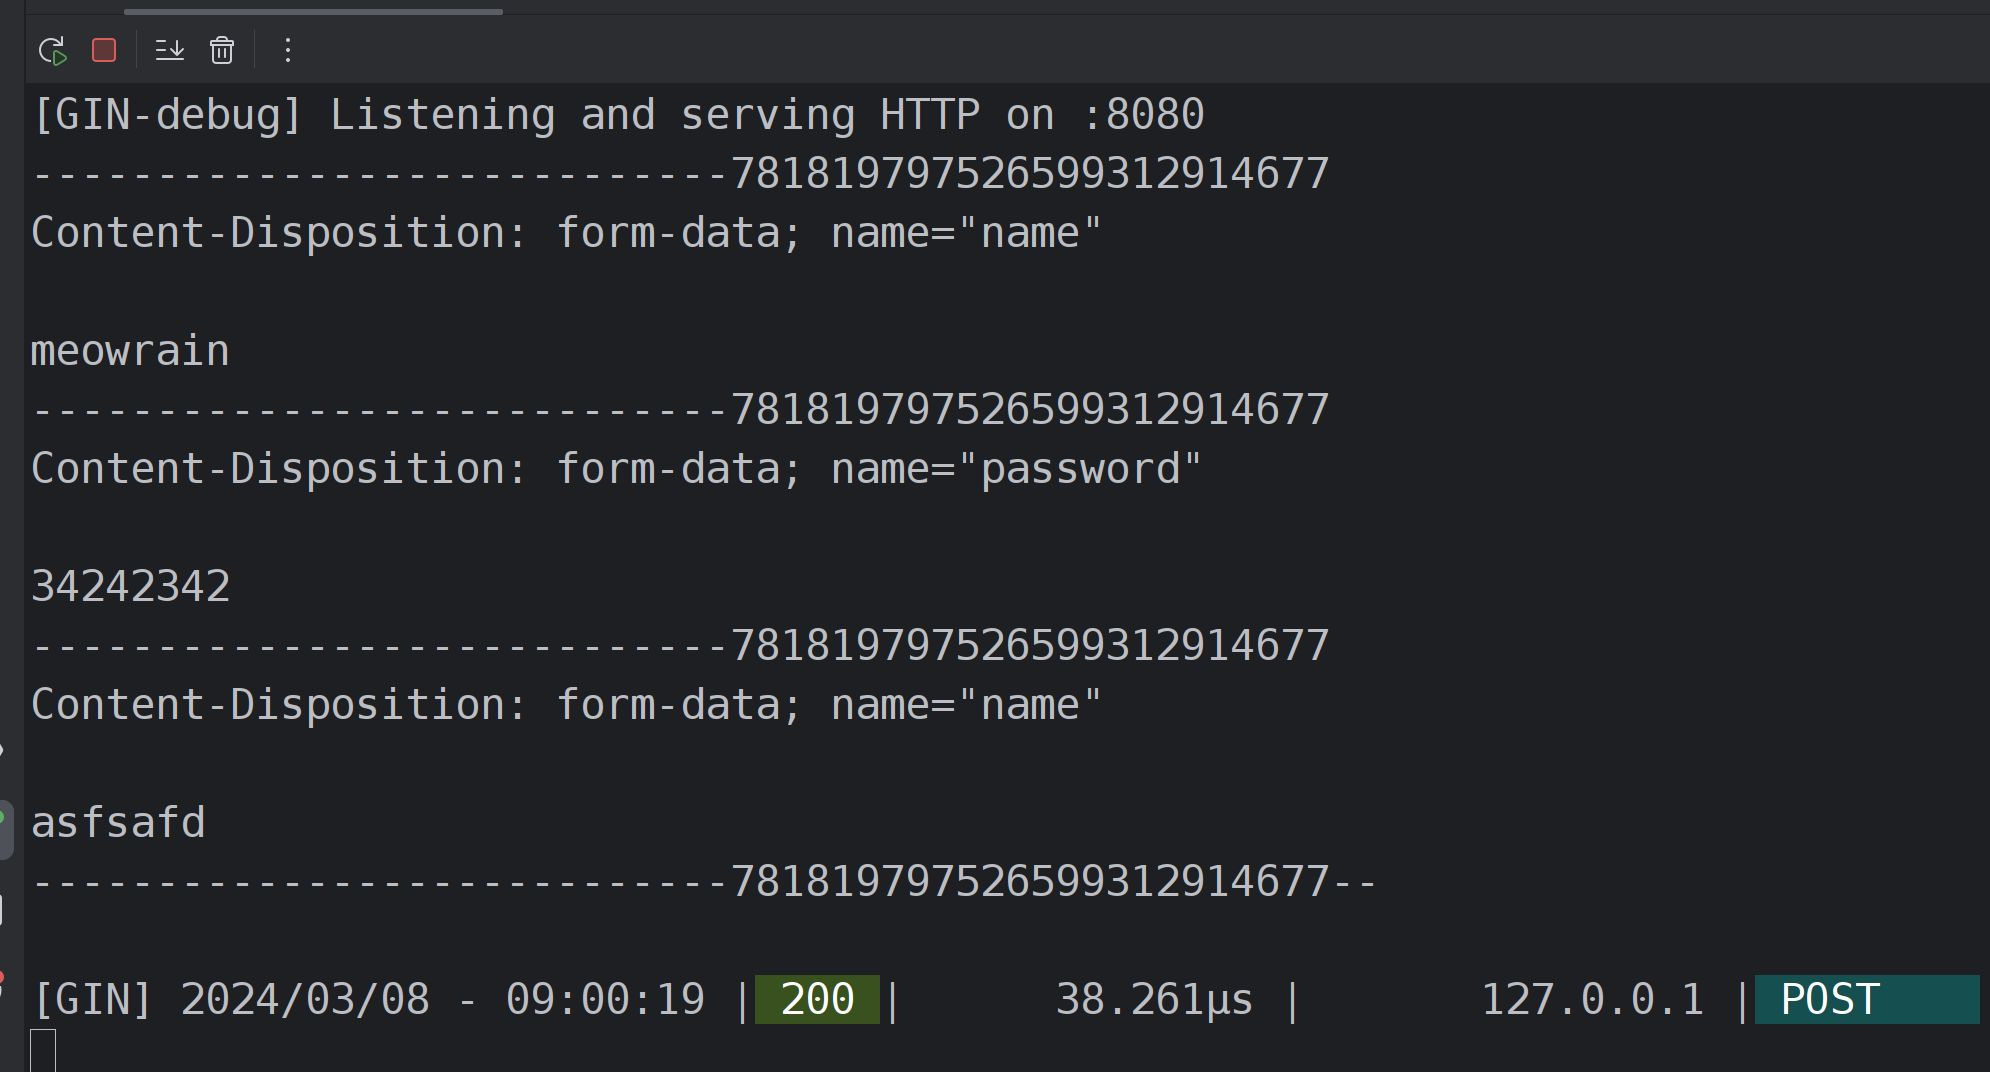 [GIN-debug] Listening and serving HTTP on :8080
----------------------------781819797526599312914677
Content-Disposition: form-data; name="name"
meowrain
----------------------------781819797526599312914677
Content-Disposition: form-data; name="password"
34242342
----------------------------781819797526599312914677
Content-Disposition: form-data; name="name"
asfsafd
----------------------------781819797526599312914677--
[GIN] 2024/03/08 - 09:00:19 | 200 | 38.261µs | 127.0.0.1 | POST